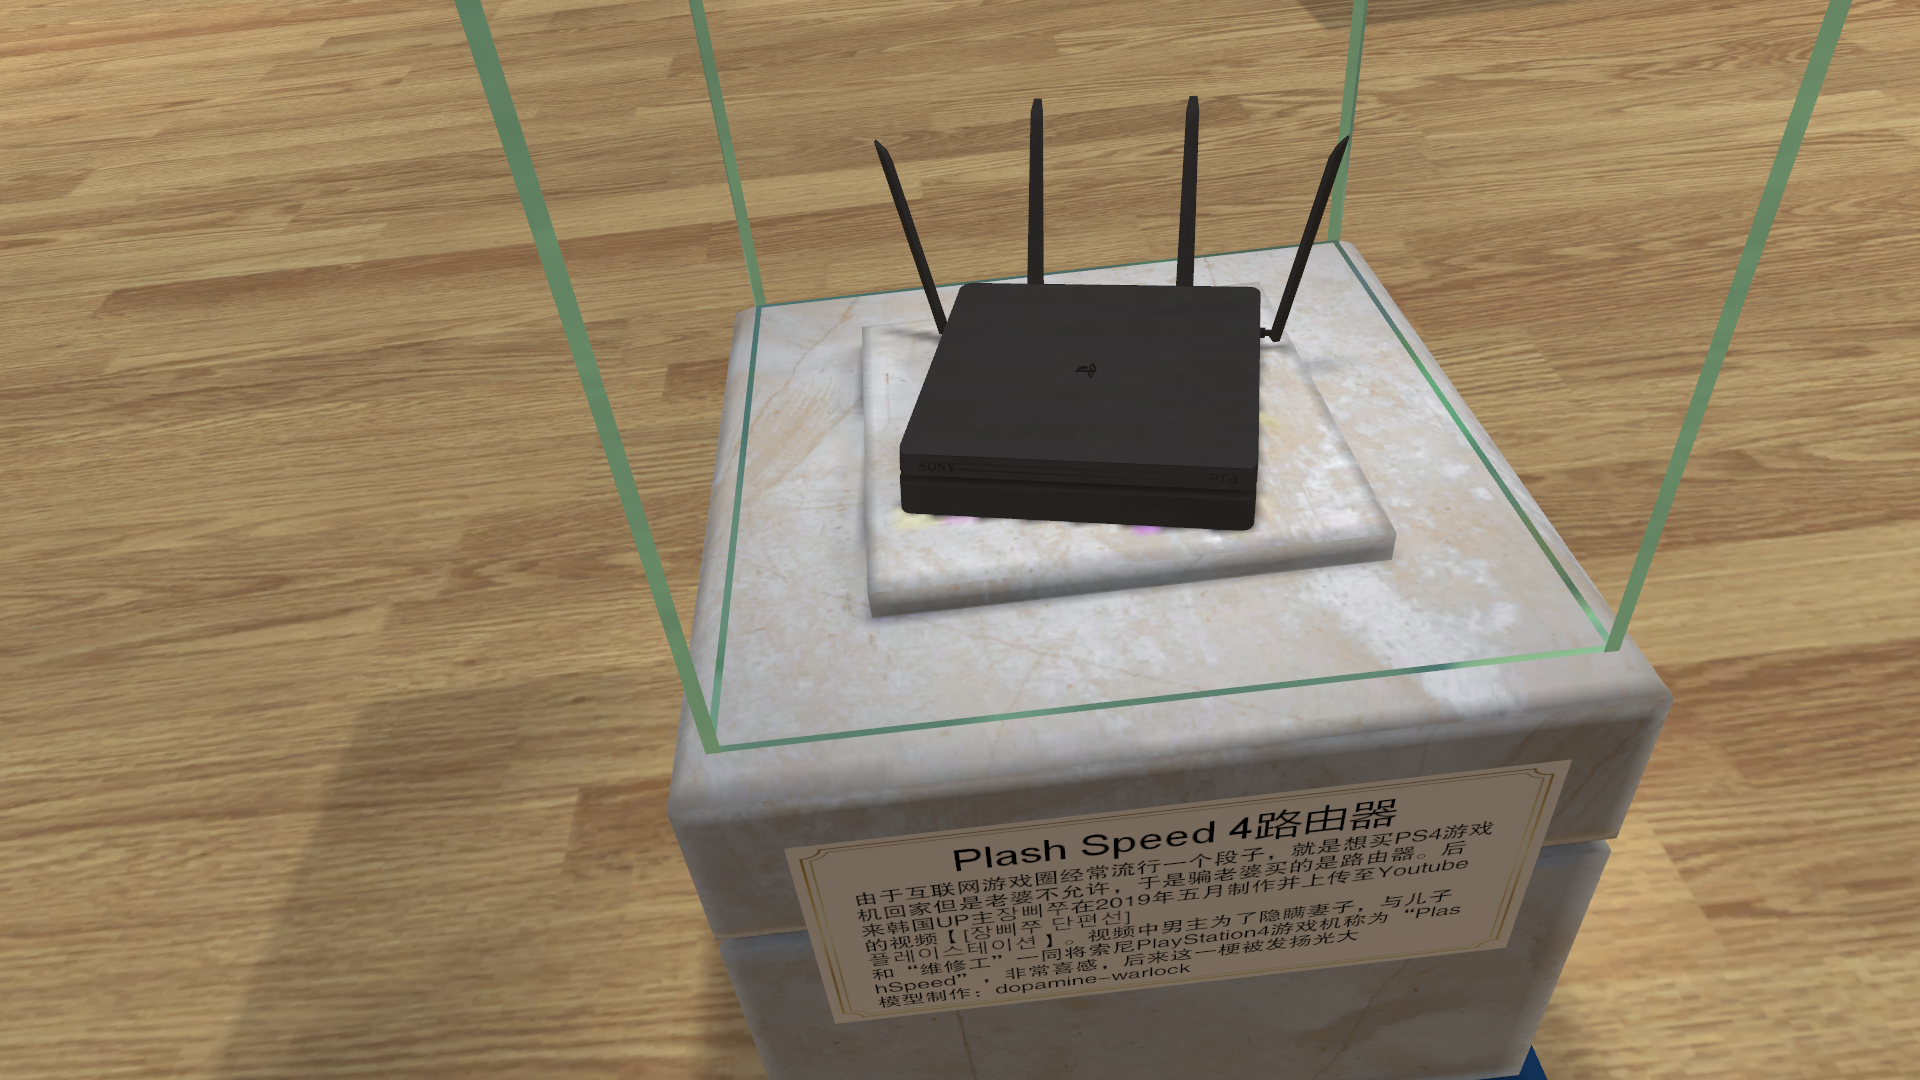 SONY
PS4
Plash Speed 4路由器
由于互联网游戏圈经常流行一个段子，就是想买PS4游戏
机回家但是老婆不允许，于是骗老婆买的是路由器。后
来韩国UP主장삐쭈在2019年五月制作并上传至Youtube
的视频【[장삐쭈 단편선]
플레이스테이션】。视频中男主为了隐瞒妻子，与儿子
和“维修工”一同将索尼PlayStation4游戏机称为“Plas
hSpeed”，非常喜感，后来这一梗被发扬光大
模型制作：dopamine-warlock